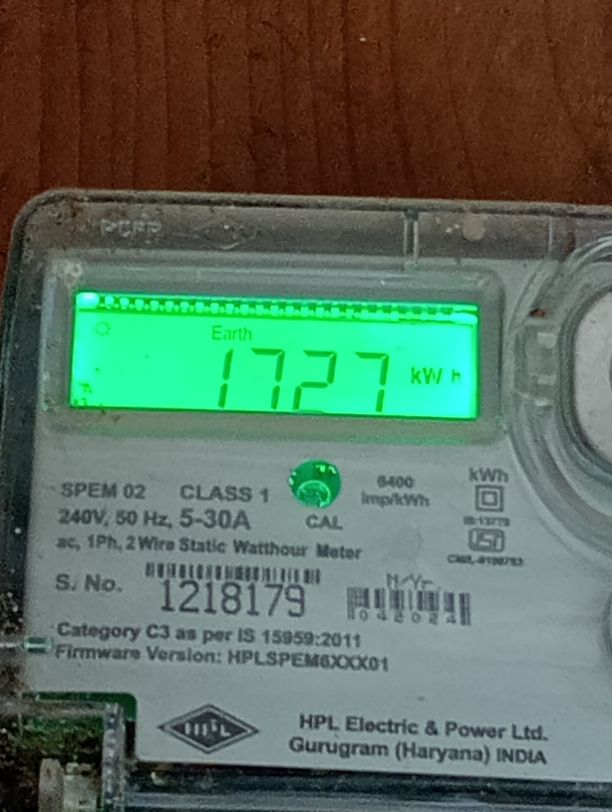 Earth
1727 kWh
SPEM 02 CLASS 1
6400 imp/kWh
kWh
240V, 50 Hz, 5-30A
CAL
ac, 1Ph, 2 Wire Static Watthour Meter
S. No. 1218179
M/Yr.
042024
Category C3 as per IS 15959:2011
Firmware Version: HPLSPEM6XXX01
HPL
HPL Electric & Power Ltd.
Gurugram (Haryana) INDIA